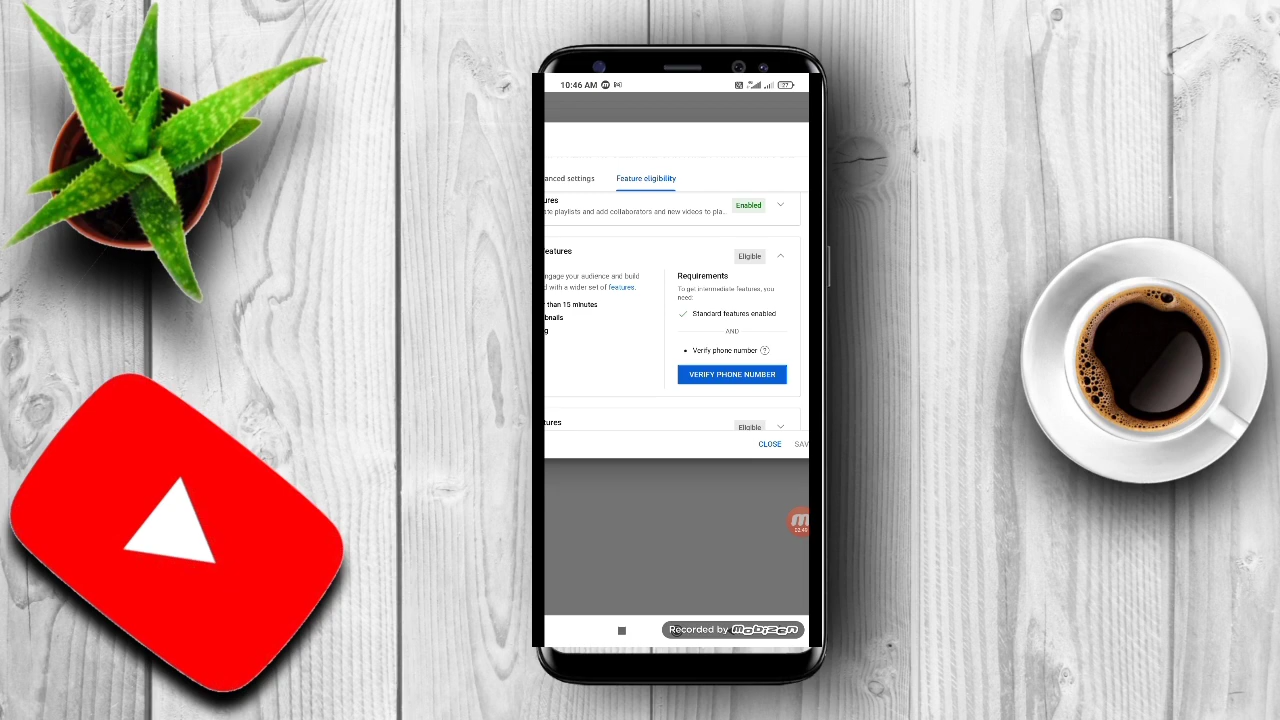 10:46 AM
27
anced settings
Feature eligibility
ures
Enabled
te playlists and add collaborators and new videos to pla...
eatures
Eligible
ngage your audience and build
d with a wider set of features.
r than 15 minutes
bnails
g
Requirements
To get intermediate features, you
need:
Standard features enabled
AND
• Verify phone number ?
VERIFY PHONE NUMBER
tures
Eligible
CLOSE
SAV
Recorded by mobizen